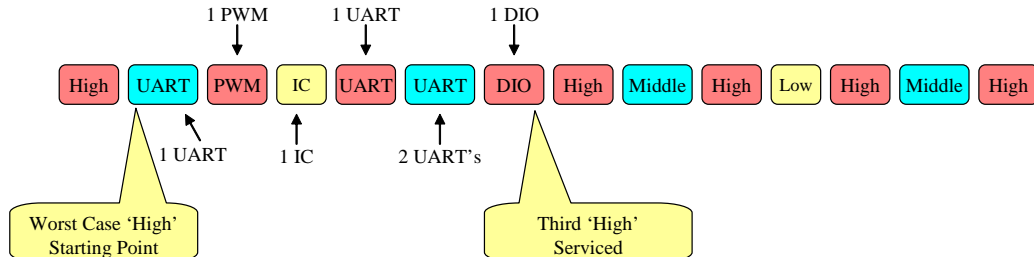 1 PWM
1 UART
1 DIO
High UART PWM IC UART UART DIO High Middle High Low High Middle High
1 UART
1 IC
2 UART's
Worst Case ‘High’
Starting Point
Third ‘High’
Serviced